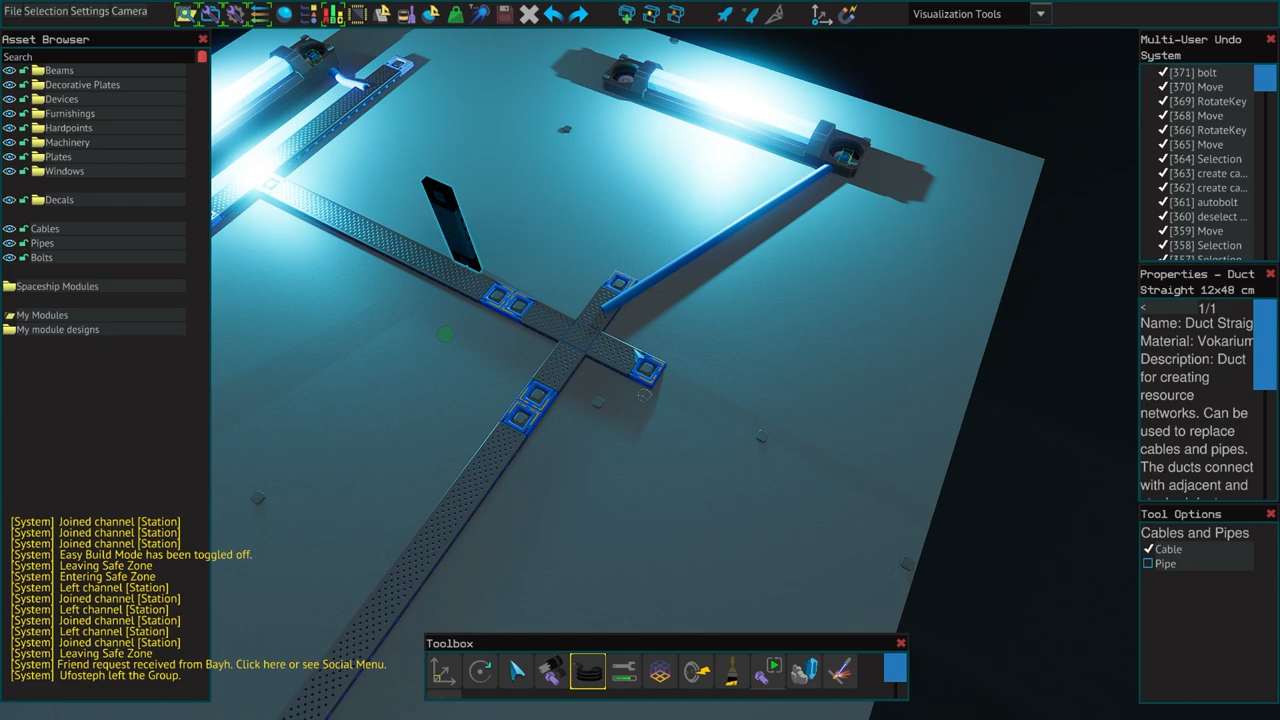 File Selection Settings Camera
Visualization Tools
Asset Browser
Search
Beams
Decorative Plates
Devices
Furnishings
Hardpoints
Machinery
Plates
Windows
Decals
Cables
Pipes
Bolts
Spaceship Modules
My Modules
My module designs
[System] Joined channel [Station]
[System] Joined channel [Station]
[System] Joined channel [Station]
[System] Easy Build Mode has been toggled off.
[System] Leaving Safe Zone
[System] Entering Safe Zone
[System] Left channel [Station]
[System] Joined channel [Station]
[System] Left channel [Station]
[System] Joined channel [Station]
[System] Left channel [Station]
[System] Joined channel [Station]
[System] Leaving Safe Zone
[System] Friend request received from Bayh. Click here or see Social Menu.
[System] Ufosteph left the Group.
Toolbox
Multi-User Undo
System
[371] bolt
[370] Move
[369] RotateKey
[368] Move
[366] RotateKey
[365] Move
[364] Selection
[363] create ca...
[362] create ca...
[361] autobolt
[360] deselect ...
[359] Move
[358] Selection
[357] Selection
Properties - Duct
Straight 12x48 cm
< 1/1
Name: Duct Straig
Material: Vokarium
Description: Duct
for creating
resource
networks. Can be
used to replace
cables and pipes.
The ducts connect
with adjacent and
Tool Options
Cables and Pipes
Cable
Pipe